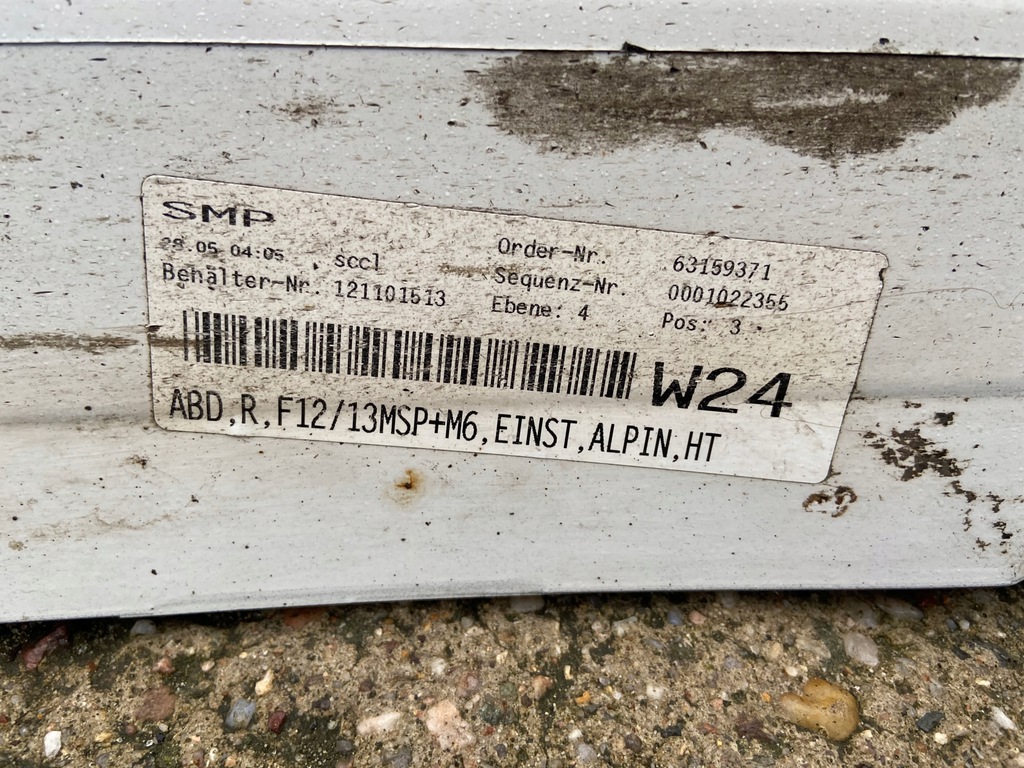 SMP
28.05 04:05 sccl Order-Nr. 63159371
Behälter-Nr. 121101513 Sequenz-Nr. 0001022355
Ebene: 4 Pos: 3
W24
ABD,R,F12/13MSP+M6,EINST,ALPIN,HT